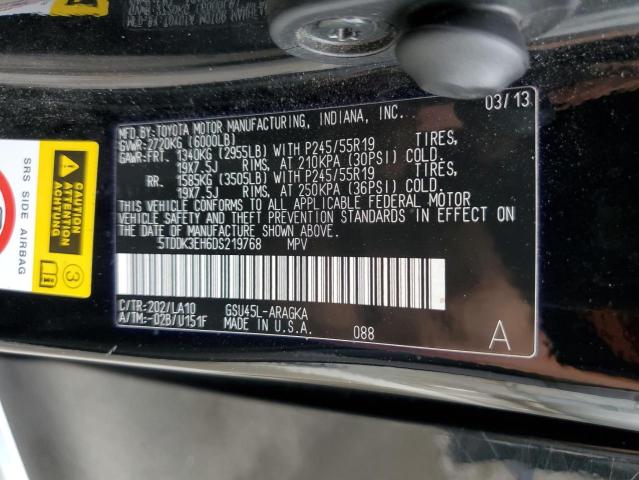 03/13
MFD.BY:TOYOTA MOTOR MANUFACTURING, INDIANA, INC.
GVWR:2720KG (6000LB)
GAWR:FRT. 1340KG (2955LB) WITH P245/55R19 TIRES,
19X7.5J RIMS, AT 210KPA (30PSI) COLD.
RR. 1585KG (3505LB) WITH P245/55R19 TIRES,
19X7.5J RIMS, AT 250KPA (36PSI) COLD.
THIS VEHICLE CONFORMS TO ALL APPLICABLE FEDERAL MOTOR
VEHICLE SAFETY AND THEFT PREVENTION STANDARDS IN EFFECT ON
THE DATE OF MANUFACTURE SHOWN ABOVE.
5TDDK3EH6DS219768 MPV
C/TR:202/LA10 GSU45L-ARAGKA
A/TM:-02B/U151F MADE IN U.S.A.
088
A
SRS SIDE AIRBAG
CAUTION
ATTENTION
3